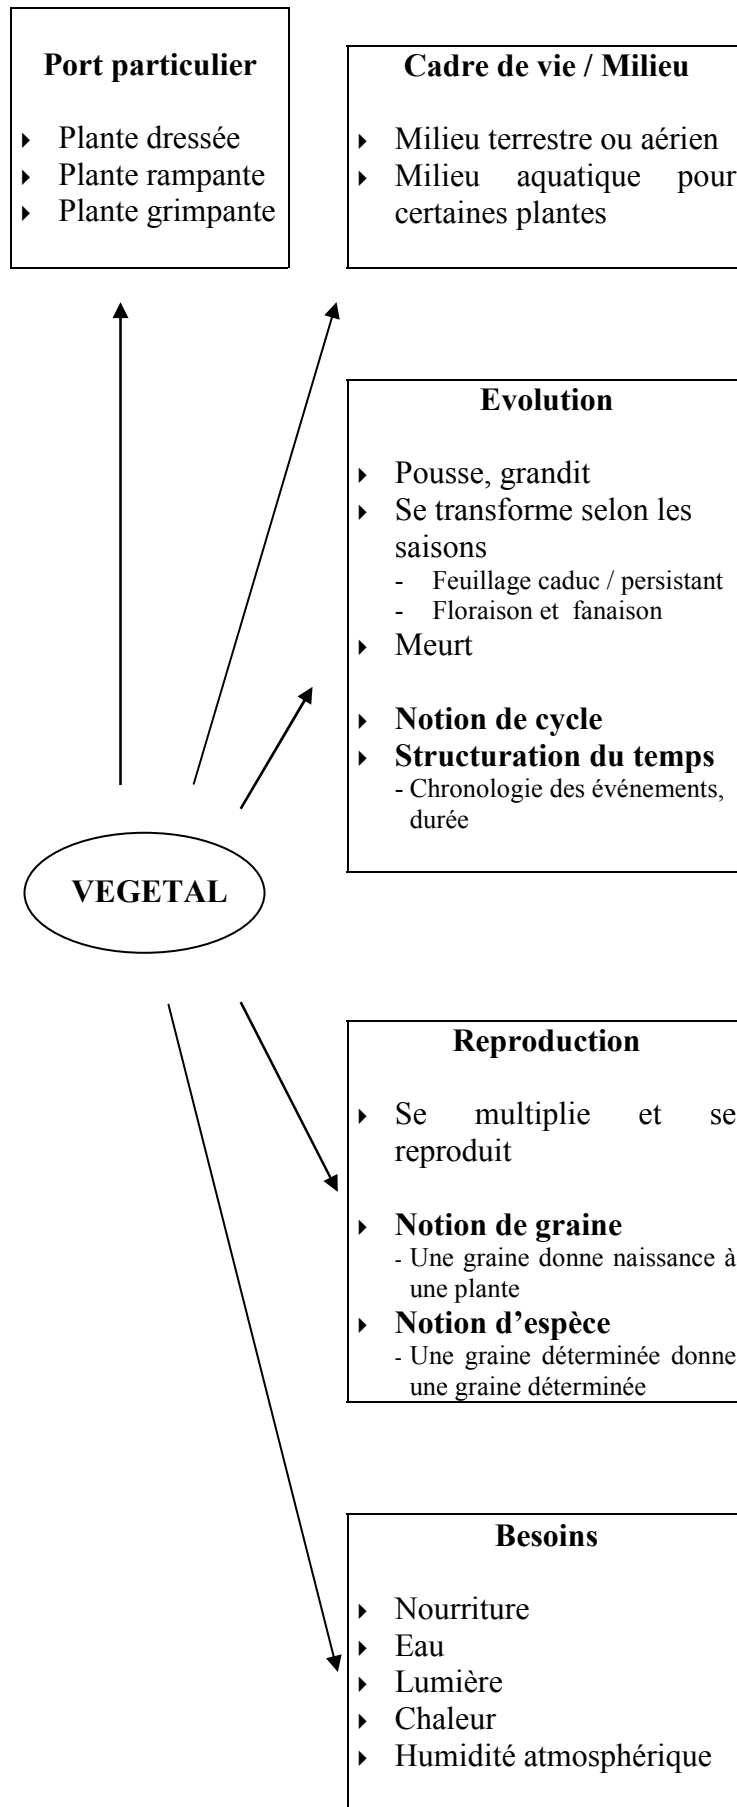 Port particulier
Plante dressée
Plante rampante
Plante grimpante
Cadre de vie / Milieu
Milieu terrestre ou aérien
Milieu aquatique pour
certaines plantes
Evolution
Pousse, grandit
Se transforme selon les
saisons
- Feuillage caduc / persistant
- Floraison et fanaison
Meurt
Notion de cycle
Structuration du temps
- Chronologie des événements,
durée
VEGETAL
Reproduction
Se multiplie et se
reproduit
Notion de graine
- Une graine donne naissance à
une plante
Notion d’espèce
- Une graine déterminée donne
une graine déterminée
Besoins
Nourriture
Eau
Lumière
Chaleur
Humidité atmosphérique